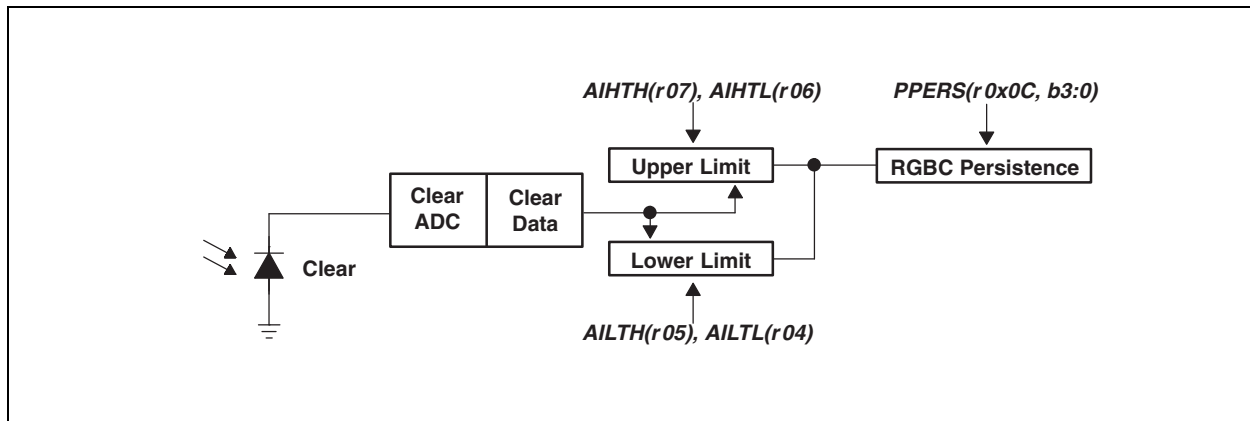 AIHTH(r07), AIHTL(r06)
PPERS(r0x0C, b3:0)
Upper Limit
RGBC Persistence
Clear
ADC
Clear
Data
Lower Limit
Clear
AILTH(r05), AILTL(r04)